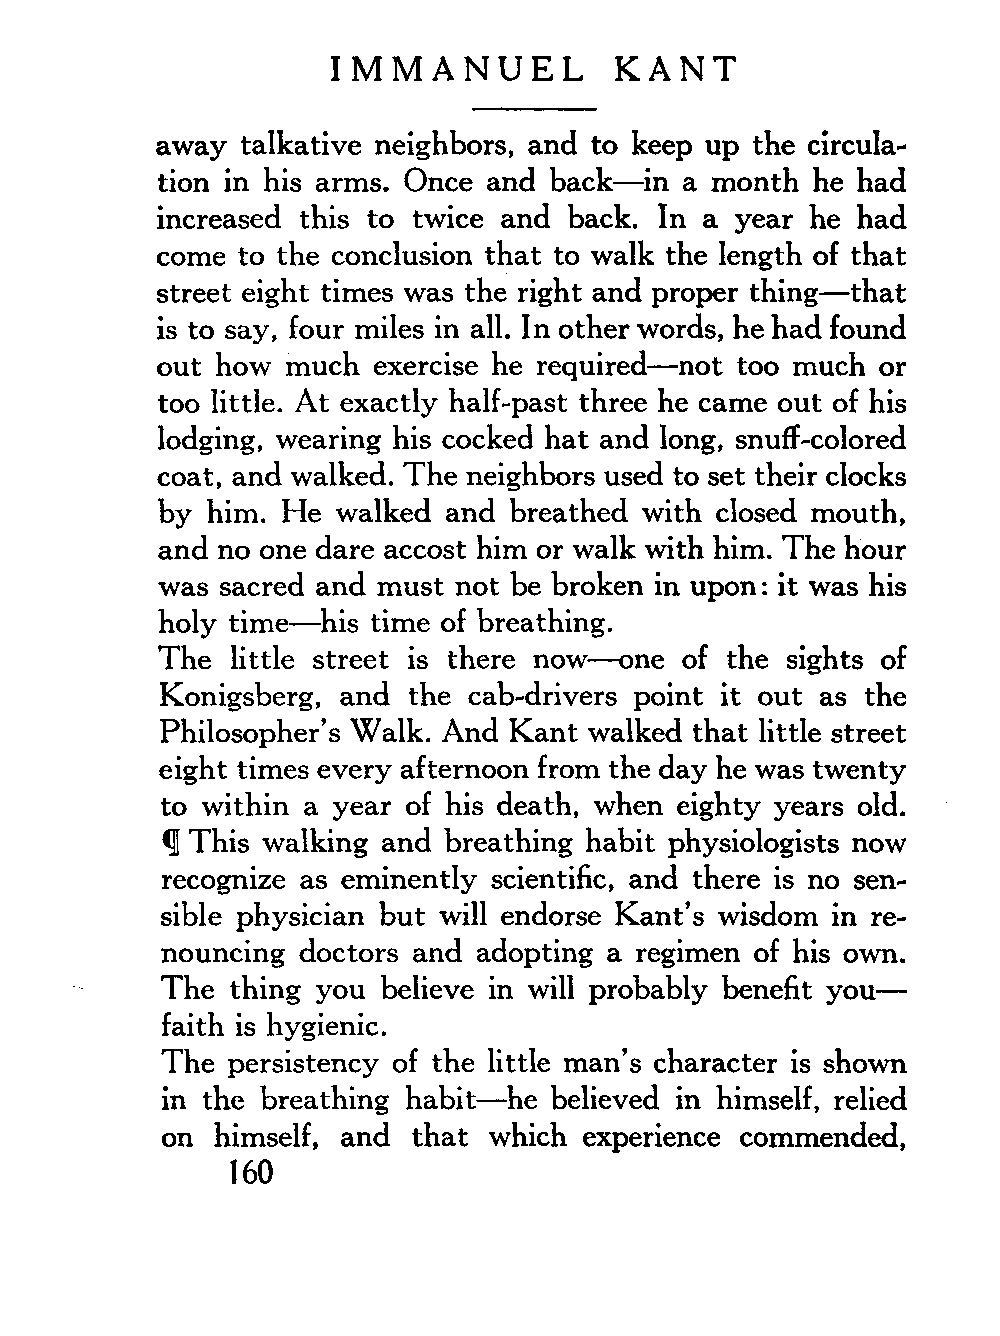 IMMANUEL KANT
away talkative neighbors, and to keep up the circula-
tion in his arms. Once and back—in a month he had
increased this to twice and back. In a year he had
come to the conclusion that to walk the length of that
street eight times was the right and proper thing—that
is to say, four miles in all. In other words, he had found
out how much exercise he required—not too much or
too little. At exactly half-past three he came out of his
lodging, wearing his cocked hat and long, snuff-colored
coat, and walked. The neighbors used to set their clocks
by him. He walked and breathed with closed mouth,
and no one dare accost him or walk with him. The hour
was sacred and must not be broken in upon: it was his
holy time—his time of breathing.
The little street is there now—one of the sights of
Konigsberg, and the cab-drivers point it out as the
Philosopher's Walk. And Kant walked that little street
eight times every afternoon from the day he was twenty
to within a year of his death, when eighty years old.
¶ This walking and breathing habit physiologists now
recognize as eminently scientific, and there is no sen-
sible physician but will endorse Kant's wisdom in re-
nouncing doctors and adopting a regimen of his own.
The thing you believe in will probably benefit you—
faith is hygienic.
The persistency of the little man's character is shown
in the breathing habit—he believed in himself, relied
on himself, and that which experience commended,
160